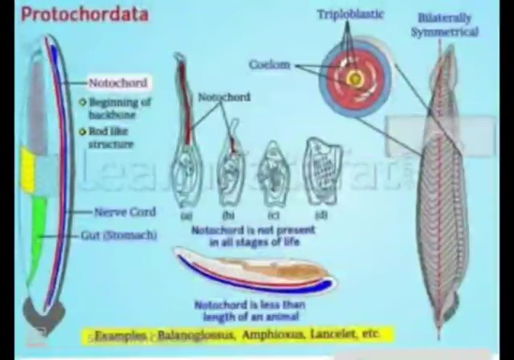 Protochordata
Triploblastic
Bilaterally
Symmetrical
Coelom
Notochord
Beginning of
backbone
Rod like
structure
Notochord
Nerve Cord
Gut (Stomach)
(a) (b) (c) (d)
Notochord is not present
in all stages of life
Notochord is less than
length of an animal
Examples : Balanoglossus, Amphioxus, Lancelet, etc.